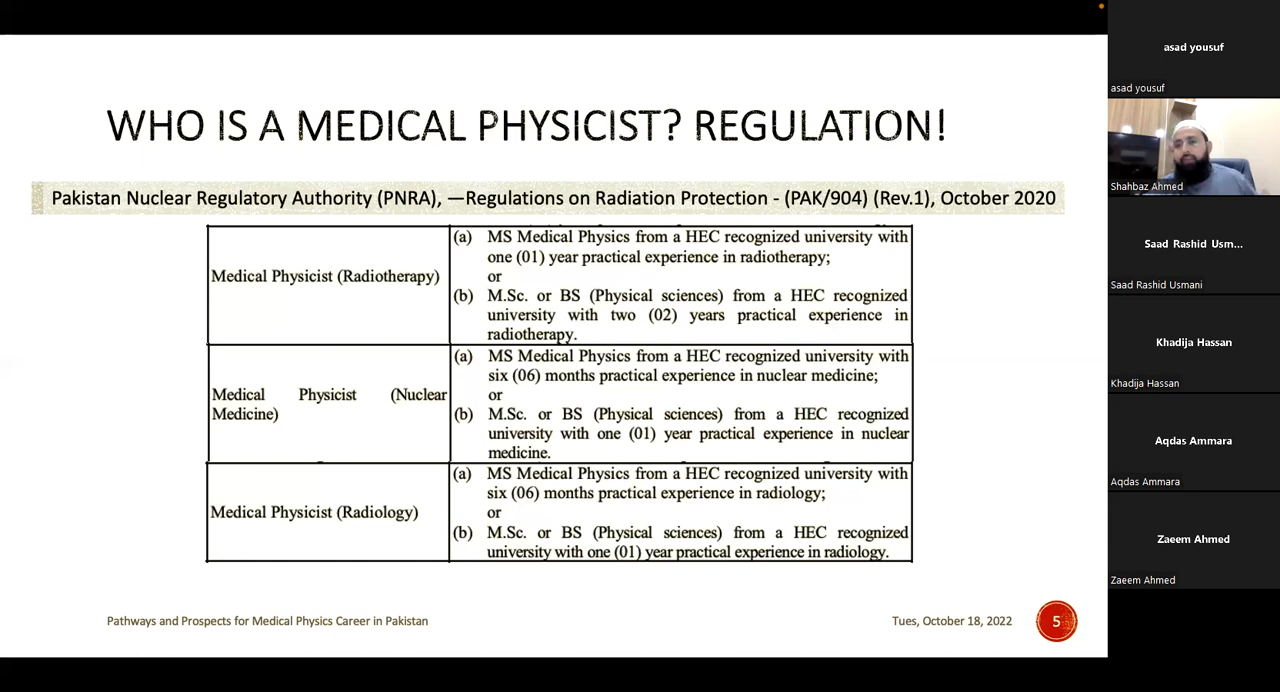 WHO IS A MEDICAL PHYSICIST? REGULATION!
Pakistan Nuclear Regulatory Authority (PNRA), —Regulations on Radiation Protection - (PAK/904) (Rev.1), October 2020
Medical Physicist (Radiotherapy)
(a) MS Medical Physics from a HEC recognized university with
one (01) year practical experience in radiotherapy;
or
(b) M.Sc. or BS (Physical sciences) from a HEC recognized
university with two (02) years practical experience in
radiotherapy.
Medical Physicist (Nuclear
Medicine)
(a) MS Medical Physics from a HEC recognized university with
six (06) months practical experience in nuclear medicine;
or
(b) M.Sc. or BS (Physical sciences) from a HEC recognized
university with one (01) year practical experience in nuclear
medicine.
Medical Physicist (Radiology)
(a) MS Medical Physics from a HEC recognized university with
six (06) months practical experience in radiology;
or
(b) M.Sc. or BS (Physical sciences) from a HEC recognized
university with one (01) year practical experience in radiology.
Pathways and Prospects for Medical Physics Career in Pakistan
Tues, October 18, 2022
5
asad yousuf
asad yousuf
Shahbaz Ahmed
Saad Rashid Usm...
Saad Rashid Usmani
Khadija Hassan
Khadija Hassan
Aqdas Ammara
Aqdas Ammara
Zaeem Ahmed
Zaeem Ahmed